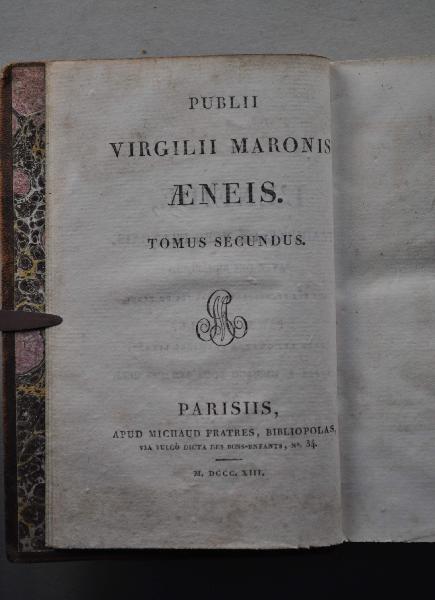 PUBLII
VIRGILII MARONIS
ÆNEIS.
TOMUS SECUNDUS.
PARISIIS,
APUD MICHAUD FRATRES, BIBLIOPOLAS,
VIA VULGÒ DICTA DES BONS-ENFANTS, Nº. 34.
M. DCCC. XIII.